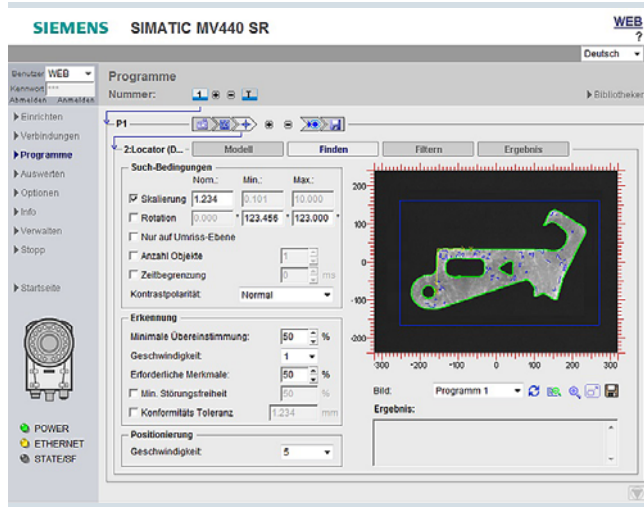 SIEMENS SIMATIC MV440 SR WEB
?
Deutsch
Benutzer WEB
Kennwort ***
Abmelden Anmelden
Programme
Nummer: 1 T
Bibliotheken
Einrichten
Verbindungen
Programme
Auswerten
Optionen
Info
Verwalten
Stopp
Startseite
POWER
ETHERNET
STATE/SF
P1
2:Locator (D... Modell Finden Filtern Ergebnis
Such-Bedingungen
Nom.: Min.: Max.:
Skalierung 1.234 0.101 10.000
Rotation 0.000 ° 123.456 ° 123.000 °
Nur auf Umriss-Ebene
Anzahl Objekte 1
Zeitbegrenzung 0 ms
Kontrastpolarität: Normal
Erkennung
Minimale Übereinstimmung: 50 %
Geschwindigkeit: 1
Erforderliche Merkmale: 50 %
Min. Störungsfreiheit 50 %
Konformitäts Toleranz 1.234 mm
Positionierung
Geschwindigkeit: 5
200
100
0
-100
-200
-300 -200 -100 0 100 200 300
Bild: Programm 1
Ergebnis: